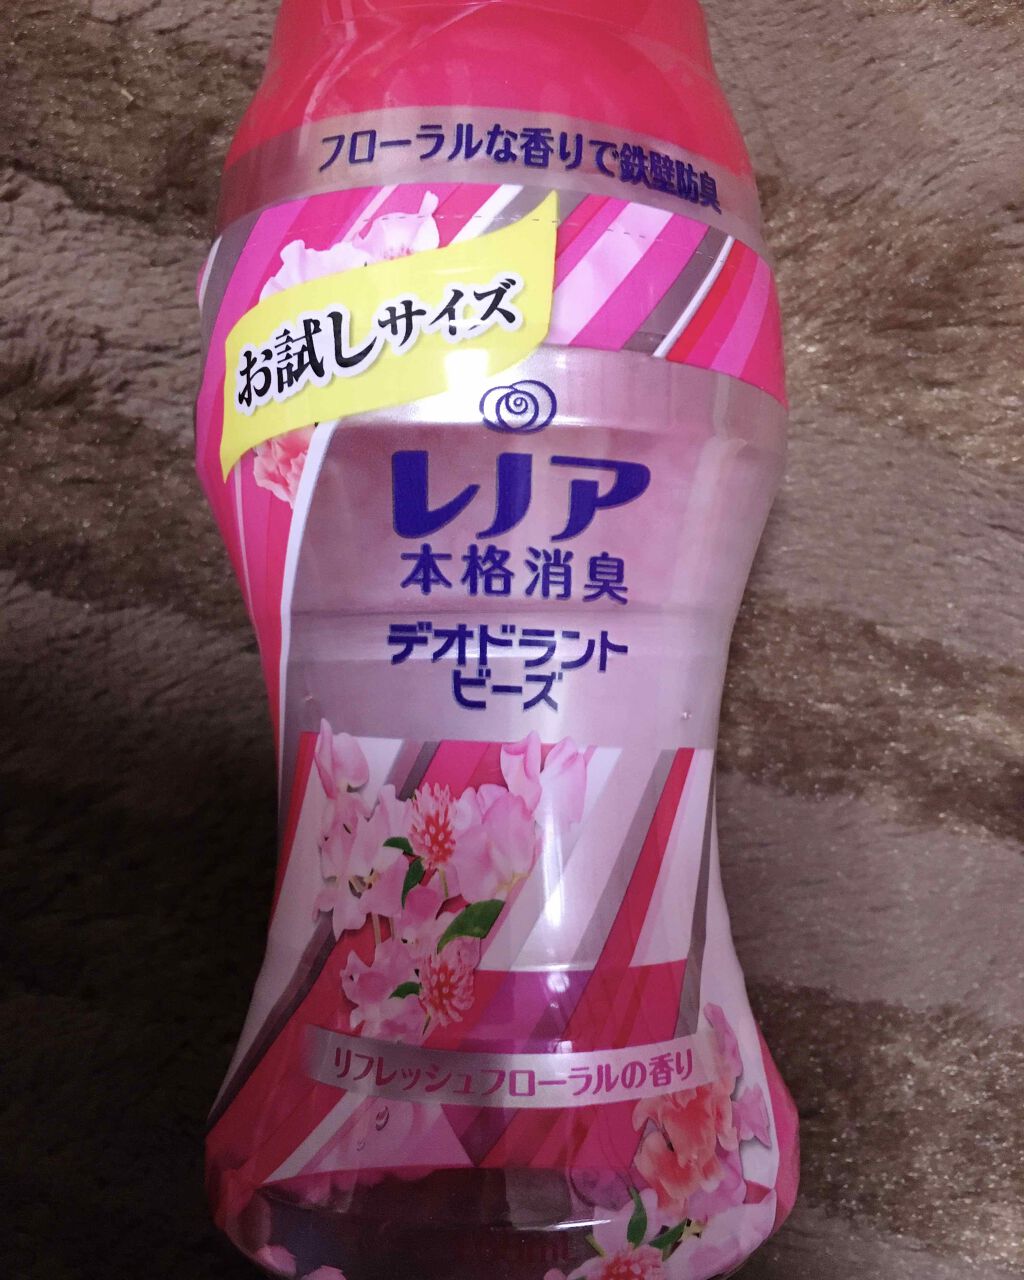 フローラルな香りで鉄壁防臭
お試しサイズ
レノア
本格消臭
デオドラント
ビーズ
リフレッシュフローラルの香り